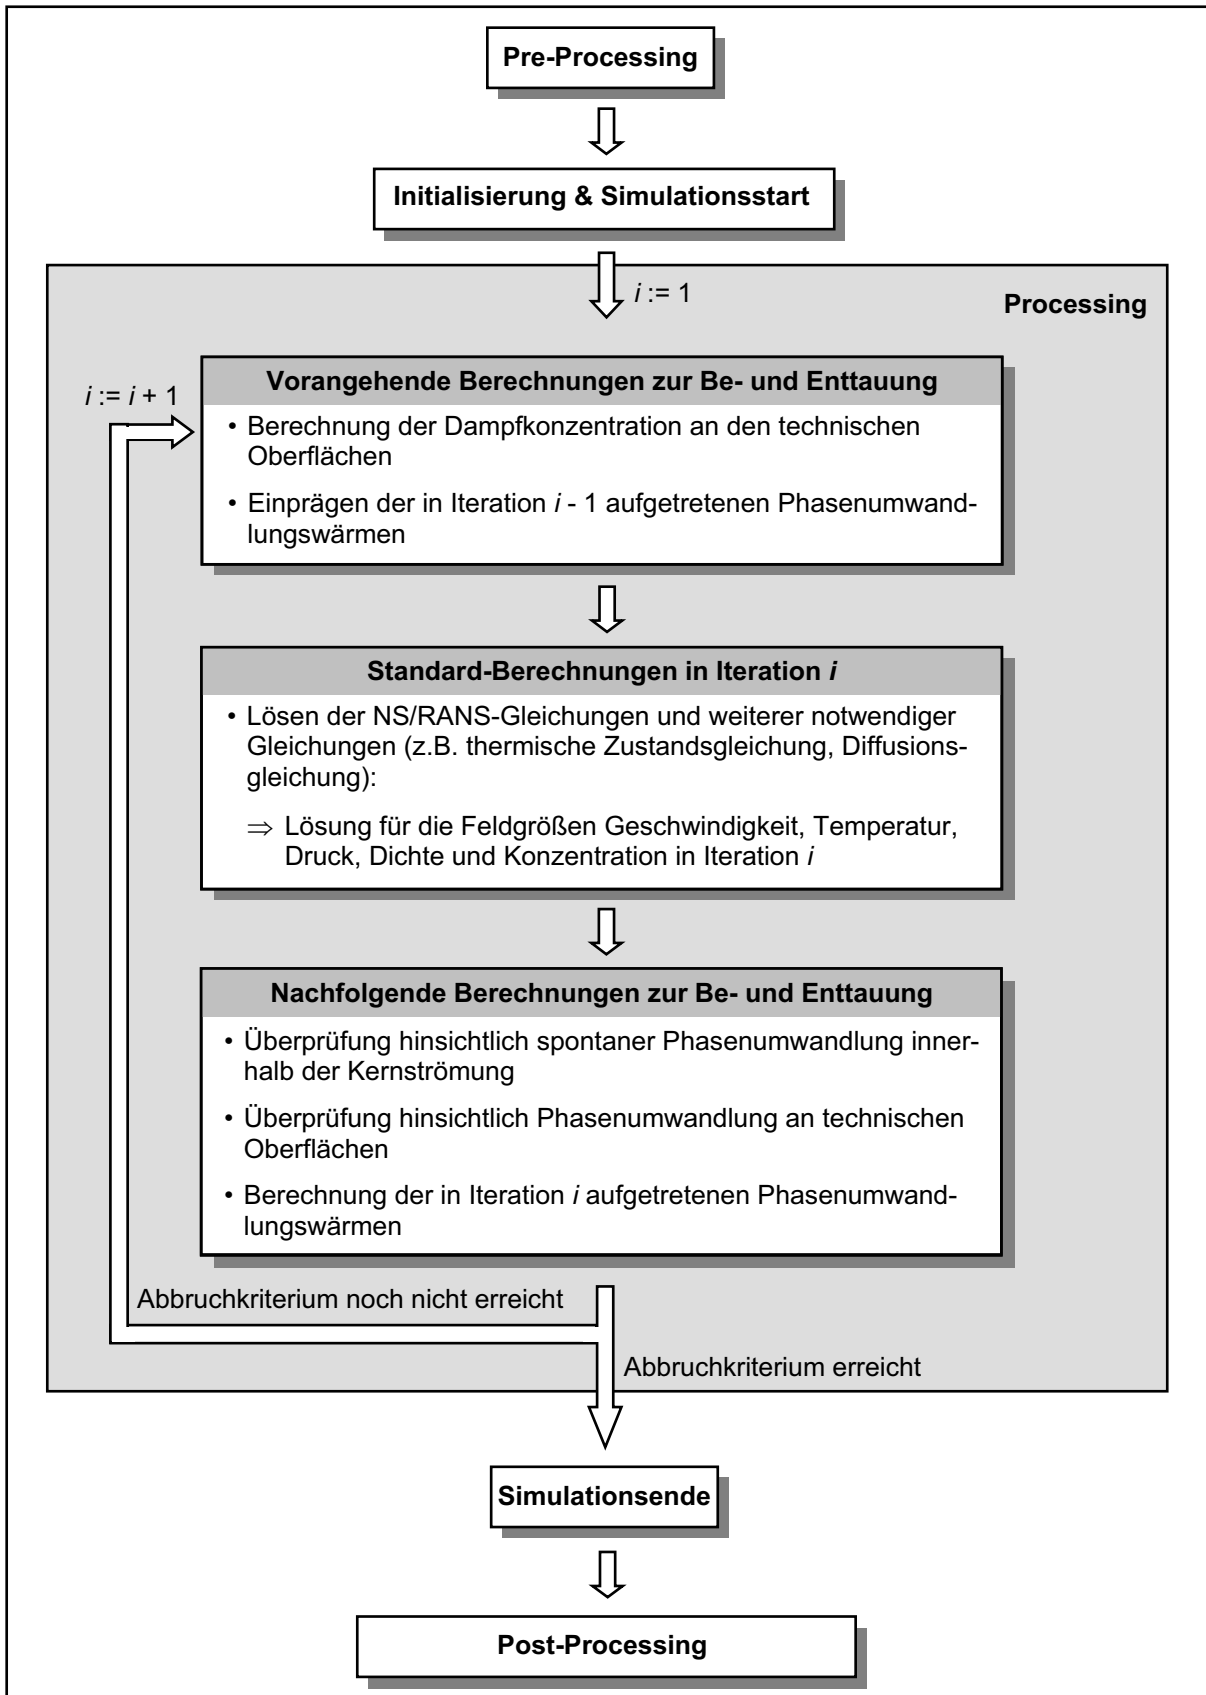 Pre-Processing
Initialisierung & Simulationsstart
i := 1
Processing
i := i + 1
Vorangehende Berechnungen zur Be- und Enttauung
• Berechnung der Dampfkonzentration an den technischen
Oberflächen
• Einprägen der in Iteration i - 1 aufgetretenen Phasenumwand-
lungswärmen
Standard-Berechnungen in Iteration i
• Lösen der NS/RANS-Gleichungen und weiterer notwendiger
Gleichungen (z.B. thermische Zustandsgleichung, Diffusions-
gleichung):
⇒ Lösung für die Feldgrößen Geschwindigkeit, Temperatur,
Druck, Dichte und Konzentration in Iteration i
Nachfolgende Berechnungen zur Be- und Enttauung
• Überprüfung hinsichtlich spontaner Phasenumwandlung inner-
halb der Kernströmung
• Überprüfung hinsichtlich Phasenumwandlung an technischen
Oberflächen
• Berechnung der in Iteration i aufgetretenen Phasenumwand-
lungswärmen
Abbruchkriterium noch nicht erreicht
Abbruchkriterium erreicht
Simulationsende
Post-Processing